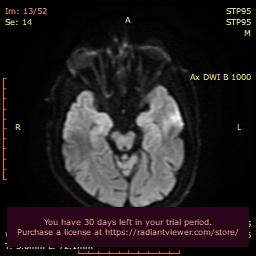 Im: 13/52
Se: 14
A
STP95
STP95
M
Ax DWI B 1000
R
L
You have 30 days left in your trial period.
Purchase a license at https://radiantviewer.com/store/